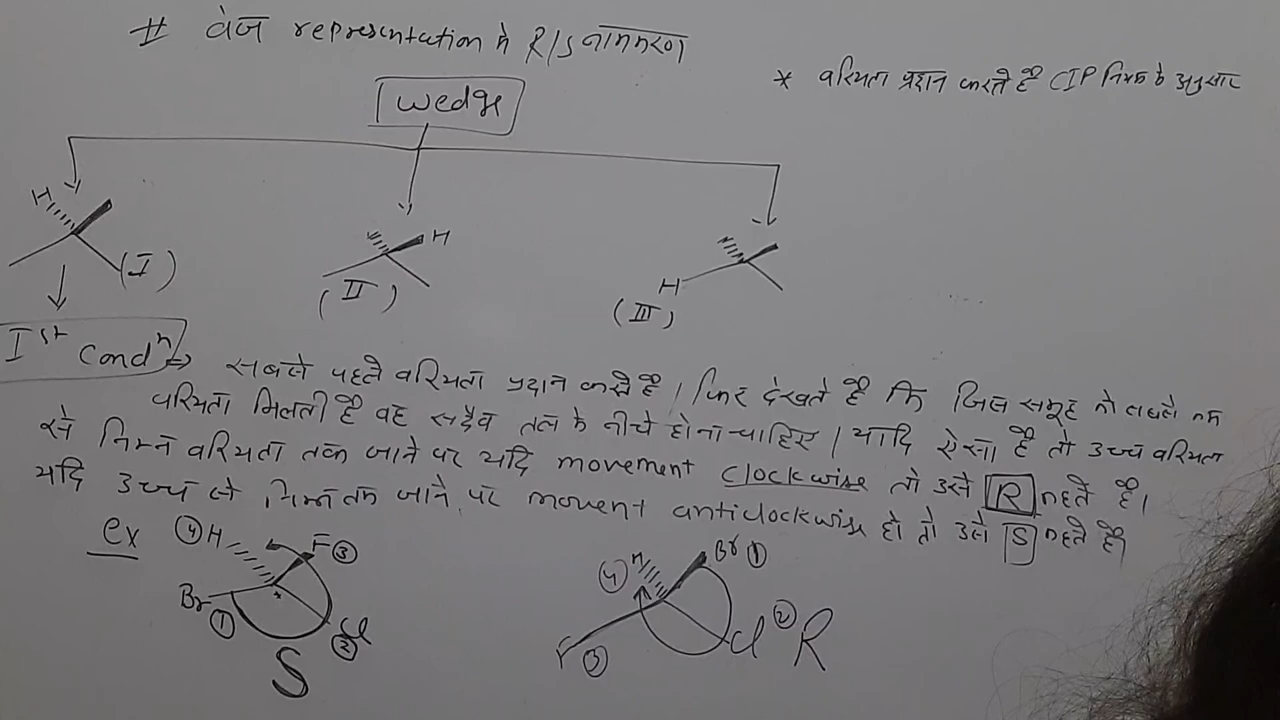 # वेज representation मे R/S नामकरण
* वरियता प्रदान करते है CIP नियम के अनुसार
wedge
H
(I)
H
(II)
H
(III)
Iˢᵗ Condⁿ ⇒ सबसे पहले वरियता प्रदान करते है। फिर देखते है कि जिस समूह को सबसे कम
वरियता मिलती है वह सदैव तल के नीचे होना चाहिए। यादि ऐसा है तो उच्च वरियता
से निम्न वरियता तक जाने पर यदि movement clockwise तो उसे R कहते है।
यदि उच्च से निम्न तक जाने पर movent anticlockwise हो तो उसे S कहते है।
ex
④ H F ③
Br ① * Cl ②
S
④ H Br ①
F ③ Cl ② R